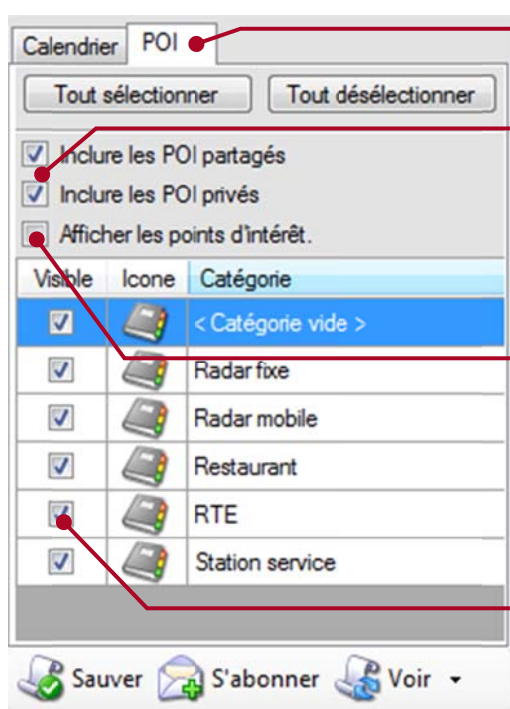 Calendrier POI
Tout sélectionner Tout désélectionner
Inclure les POI partagés
Inclure les POI privés
Afficher les points d'intérêt.
Visible Icone Catégorie
< Catégorie vide >
Radar fixe
Radar mobile
Restaurant
RTE
Station service
Sauver S'abonner Voir